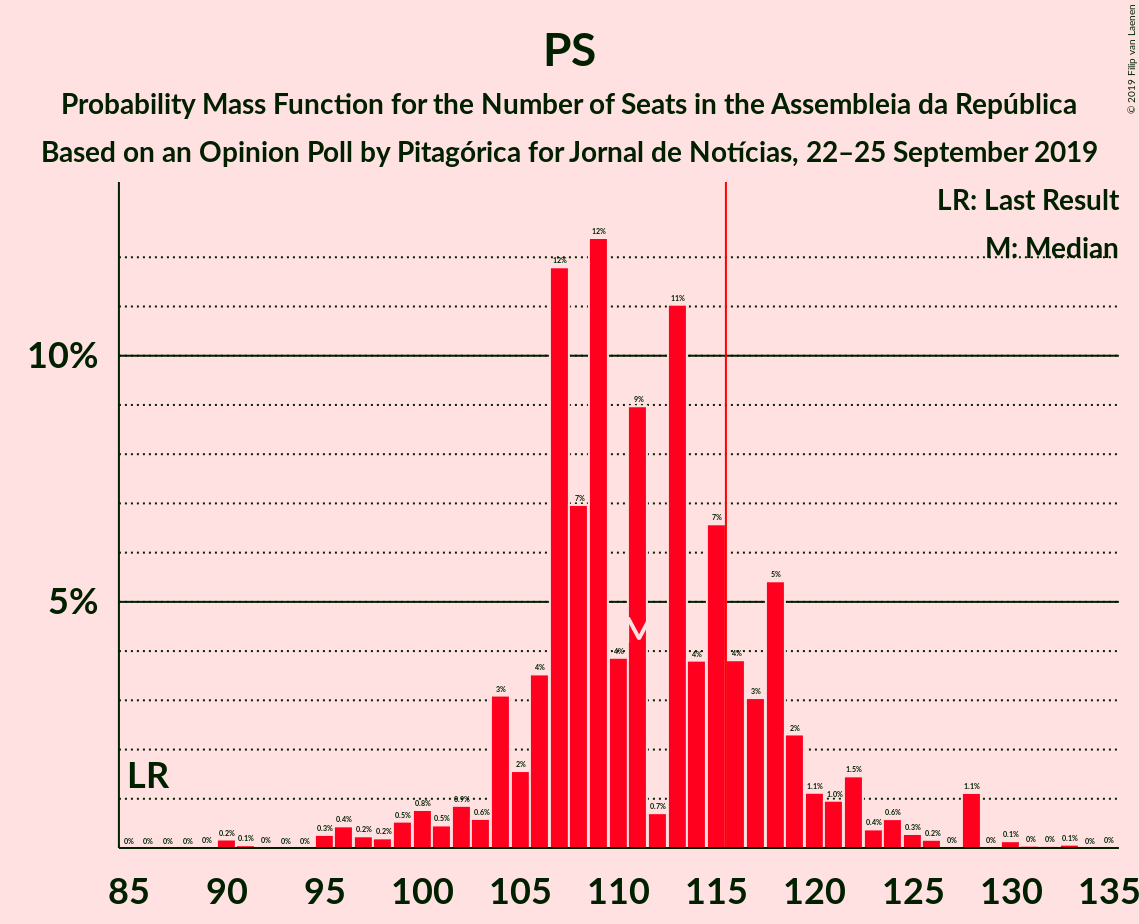 PS
Probability Mass Function for the Number of Seats in the Assembleia da República
Based on an Opinion Poll by Pitagórica for Jornal de Notícias, 22–25 September 2019
© 2019 Filip van Laenen
LR: Last Result
M: Median
10%
5%
LR
M
0% 0% 0% 0% 0% 0.2% 0.1% 0% 0% 0% 0.3% 0.4% 0.2% 0.2% 0.5% 0.8% 0.5% 0.9% 0.6% 3% 2% 4% 12% 7% 12% 4% 9% 0.7% 11% 4% 7% 4% 3% 5% 2% 1.1% 1.0% 1.5% 0.4% 0.6% 0.3% 0.2% 0% 1.1% 0% 0.1% 0% 0% 0.1% 0% 0%
85 90 95 100 105 110 115 120 125 130 135